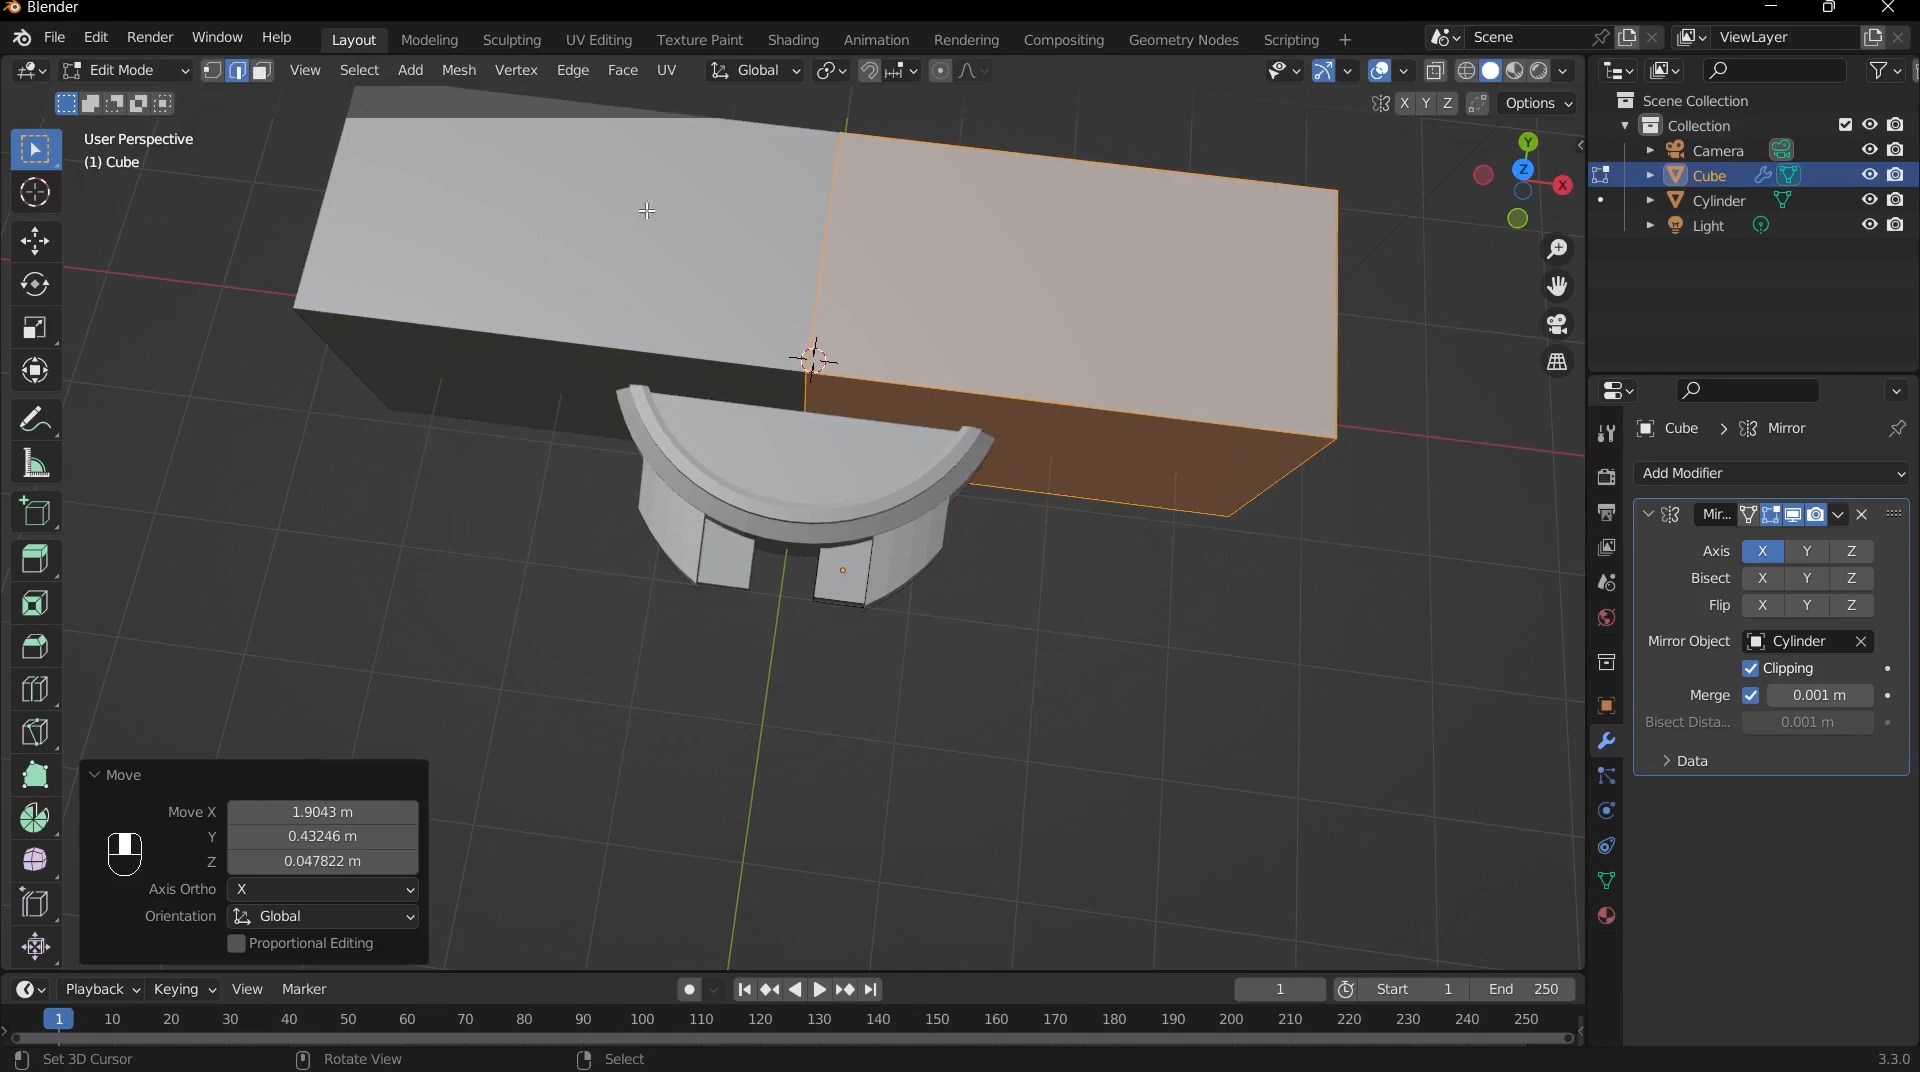 Blender
File Edit Render Window Help Layout Modeling Sculpting UV Editing Texture Paint Shading Animation Rendering Compositing Geometry Nodes Scripting + Scene ViewLayer
Edit Mode View Select Add Mesh Vertex Edge Face UV Global
X Y Z Options
User Perspective
(1) Cube
Y
Z
X
Scene Collection
Collection
Camera
Cube
Cylinder
Light
Cube > Mirror
Add Modifier
Mir...
Axis X Y Z
Bisect X Y Z
Flip X Y Z
Mirror Object Cylinder
Clipping
Merge 0.001 m
Bisect Dista... 0.001 m
Data
Move
Move X 1.9043 m
Y 0.43246 m
Z 0.047822 m
Axis Ortho X
Orientation Global
Proportional Editing
Playback Keying View Marker 1 Start 1 End 250
1 10 20 30 40 50 60 70 80 90 100 110 120 130 140 150 160 170 180 190 200 210 220 230 240 250
Set 3D Cursor Rotate View Select 3.3.0